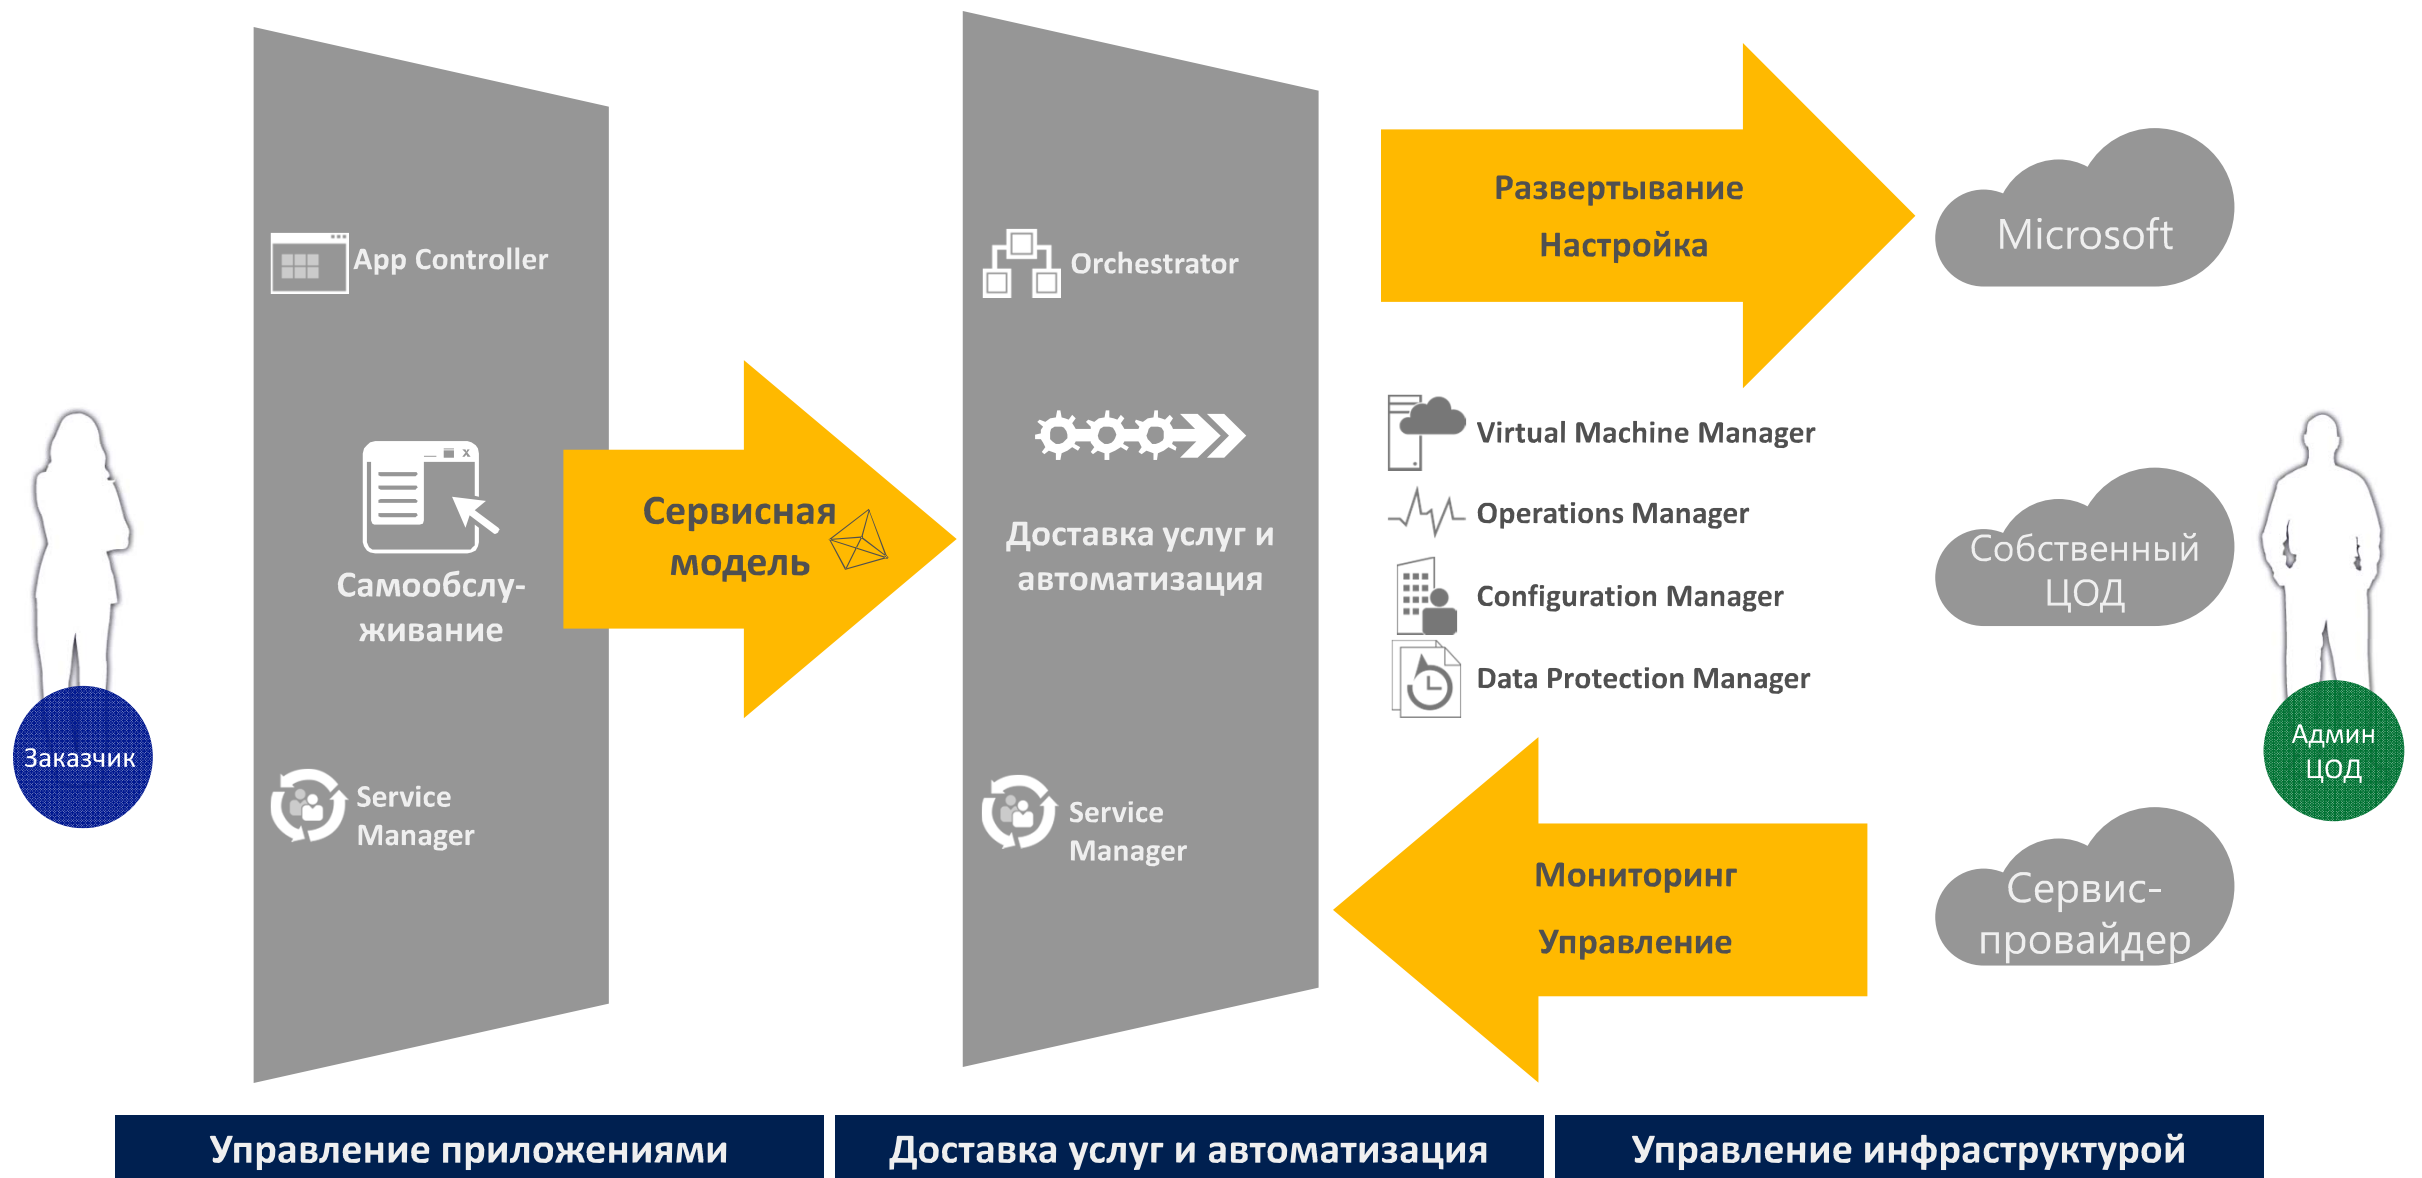 App Controller
Самообслу-
живание
Service
Manager
Заказчик
Сервисная
модель
Orchestrator
Доставка услуг и
автоматизация
Service
Manager
Развертывание
Настройка
Virtual Machine Manager
Operations Manager
Configuration Manager
Data Protection Manager
Мониторинг
Управление
Microsoft
Собственный
ЦОД
Сервис-
провайдер
Админ
ЦОД
Управление приложениями
Доставка услуг и автоматизация
Управление инфраструктурой